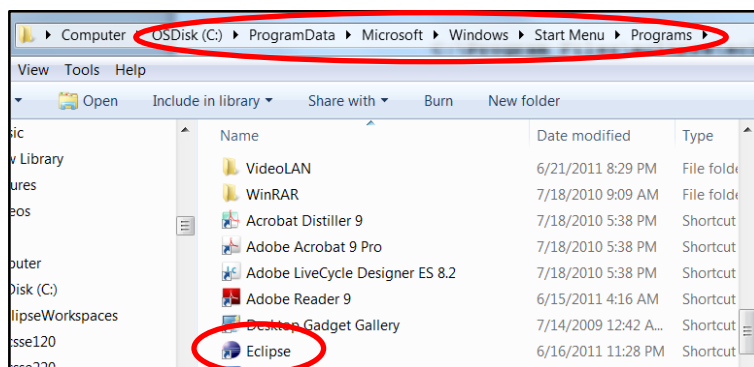 Computer OSDisk (C:) ProgramData Microsoft Windows Start Menu Programs
View Tools Help
Open Include in library Share with Burn New folder
Name Date modified Type
VideoLAN 6/21/2011 8:29 PM File folde
WinRAR 7/18/2010 9:09 AM File folde
Acrobat Distiller 9 7/18/2010 5:38 PM Shortcut
Adobe Acrobat 9 Pro 7/18/2010 5:38 PM Shortcut
Adobe LiveCycle Designer ES 8.2 7/18/2010 5:38 PM Shortcut
Adobe Reader 9 6/15/2011 4:16 AM Shortcut
Desktop Gadget Gallery 7/14/2009 12:42 A... Shortcut
Eclipse 6/16/2011 11:28 PM Shortcut
sic
v Library
ures
eos
outer
Disk (C:)
lipseWorkspaces
csse120
csse220